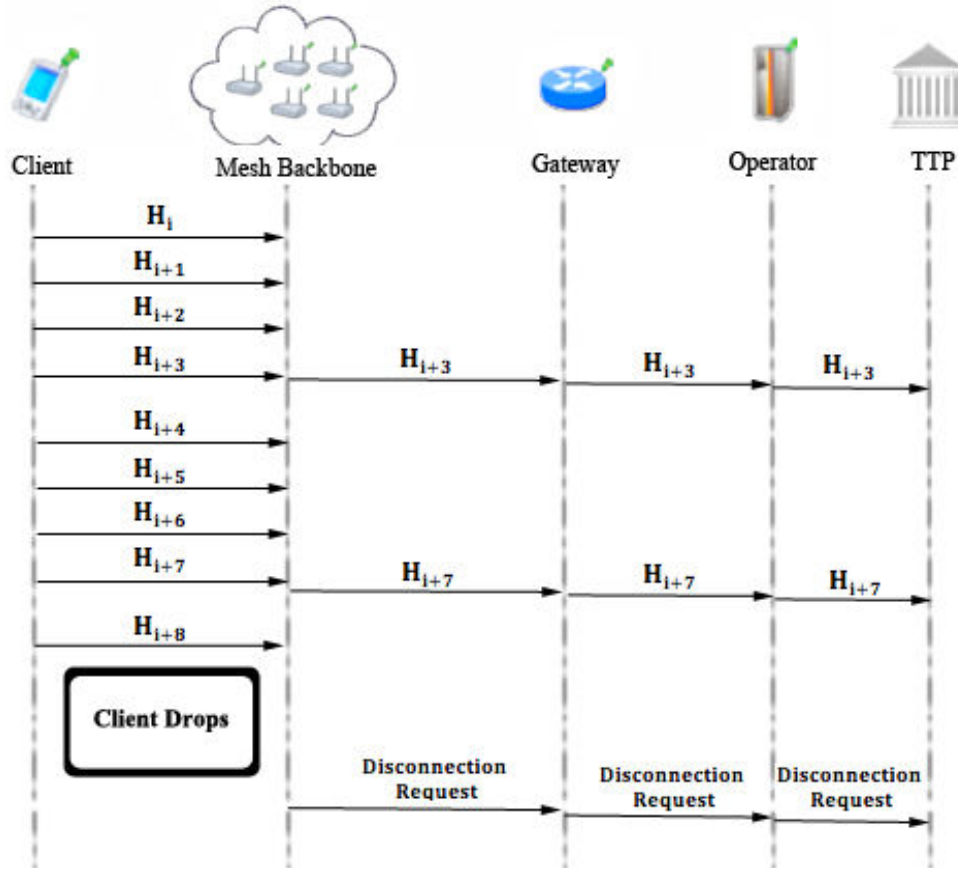 Client
Mesh Backbone
Gateway
Operator
TTP
Hᵢ
Hᵢ₊₁
Hᵢ₊₂
Hᵢ₊₃
Hᵢ₊₃
Hᵢ₊₃
Hᵢ₊₃
Hᵢ₊₄
Hᵢ₊₅
Hᵢ₊₆
Hᵢ₊₇
Hᵢ₊₇
Hᵢ₊₇
Hᵢ₊₇
Hᵢ₊₈
Client Drops
Disconnection
Request
Disconnection
Request
Disconnection
Request